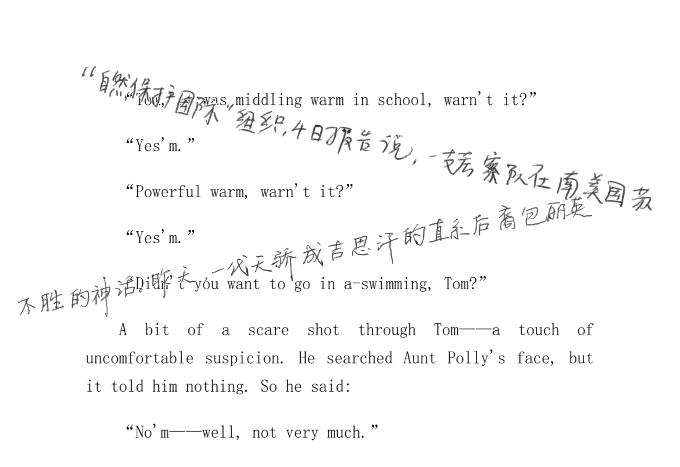 “自然保护国际”组织,4日报告说,一支考察队在南美国苏
“Tom, it was middling warm in school, warn't it?”
“Yes'm.”
“Powerful warm, warn't it?”
“Yes'm.”
不胜的神话。昨天,一代天骄成吉思汗的直系后裔包丽英
“Didn't you want to go in a-swimming, Tom?”
A bit of a scare shot through Tom——a touch of
uncomfortable suspicion. He searched Aunt Polly's face, but
it told him nothing. So he said:
“No'm——well, not very much.”